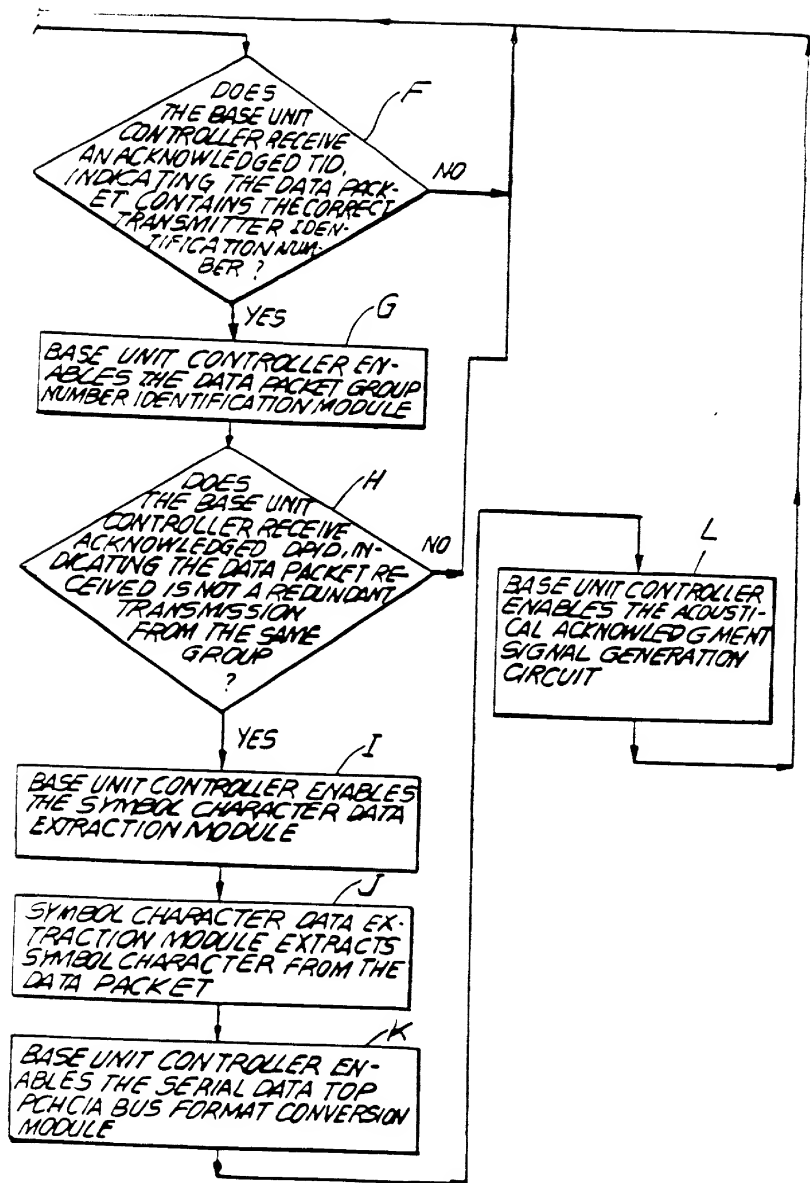 F
DOES
THE BASE UNIT
CONTROLLER RECEIVE
AN ACKNOWLEDGED TID,
INDICATING THE DATA PACK-
ET CONTAINS THE CORRECT
TRANSMITTER IDEN-
TIFICATION NUM-
BER ?
NO
YES
G
BASE UNIT CONTROLLER EN-
ABLES THE DATA PACKET GROUP
NUMBER IDENTIFICATION MODULE
H
DOES
THE BASE UNIT
CONTROLLER RECEIVE
ACKNOWLEDGED DPID, IN-
DICATING THE DATA PACKET RE-
CEIVED IS NOT A REDUNDANT
TRANSMISSION
FROM THE SAME
GROUP
?
NO
YES
I
BASE UNIT CONTROLLER ENABLES
THE SYMBOL CHARACTER DATA
EXTRACTION MODULE
J
SYMBOL CHARACTER DATA EX-
TRACTION MODULE EXTRACTS
SYMBOL CHARACTER FROM THE
DATA PACKET
K
BASE UNIT CONTROLLER EN-
ABLES THE SERIAL DATA TOP
PCHCIA BUS FORMAT CONVERSION
MODULE
L
BASE UNIT CONTROLLER
ENABLES THE ACOUSTI-
CAL ACKNOWLEDGMENT
SIGNAL GENERATION
CIRCUIT